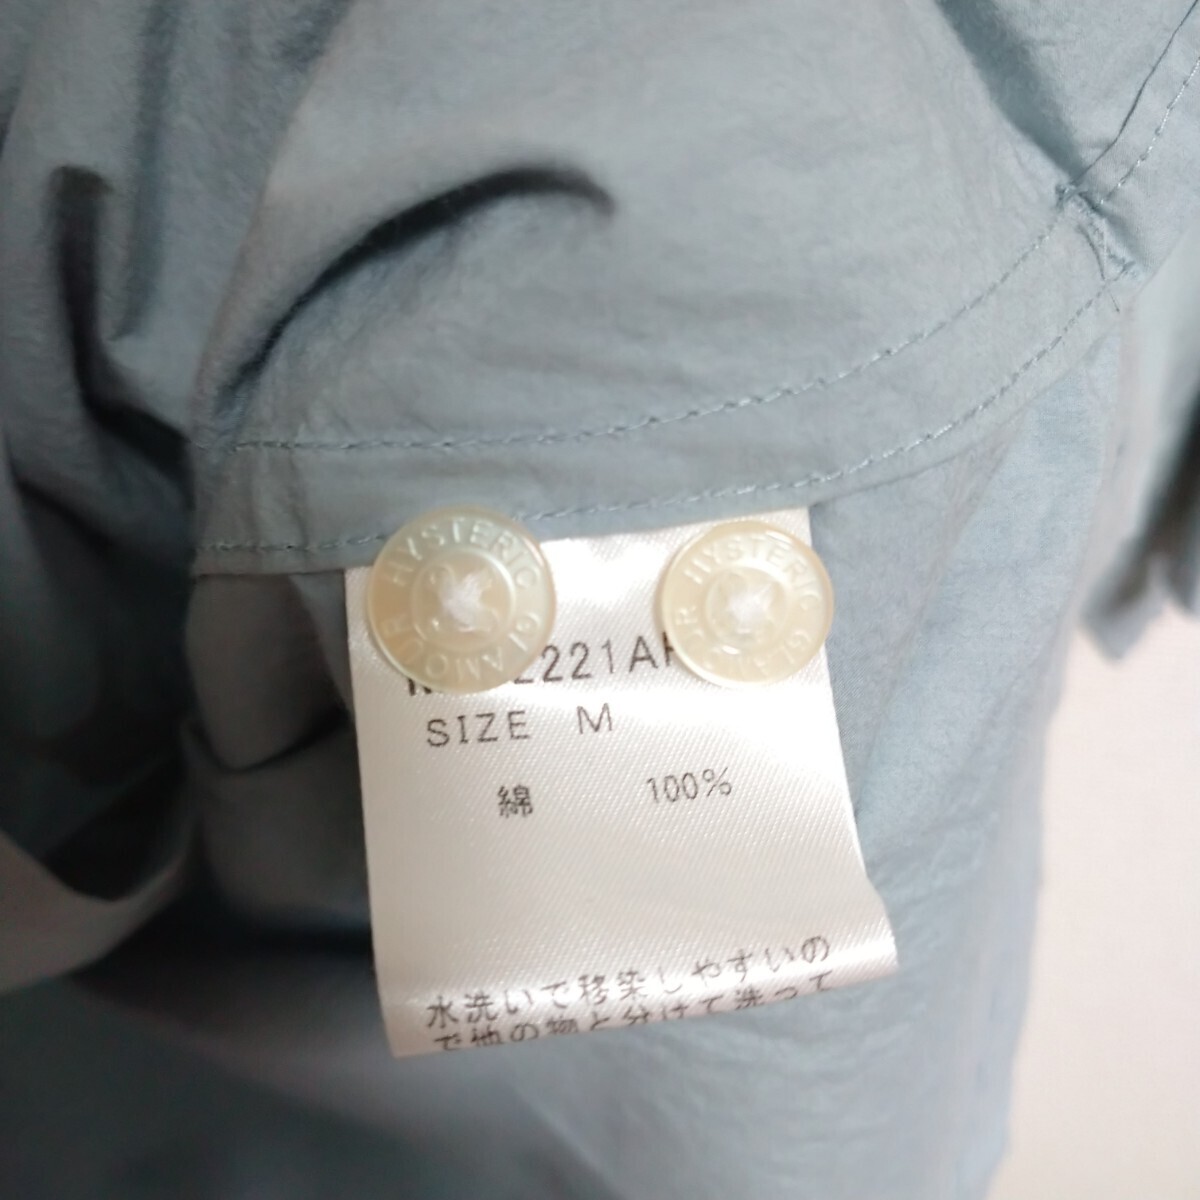 HYSTERIC GLAMOUR
HYSTERIC GLAMOUR
SIZE M
綿 100%
水洗いで移染しやすいの
で他の物と分けて洗って